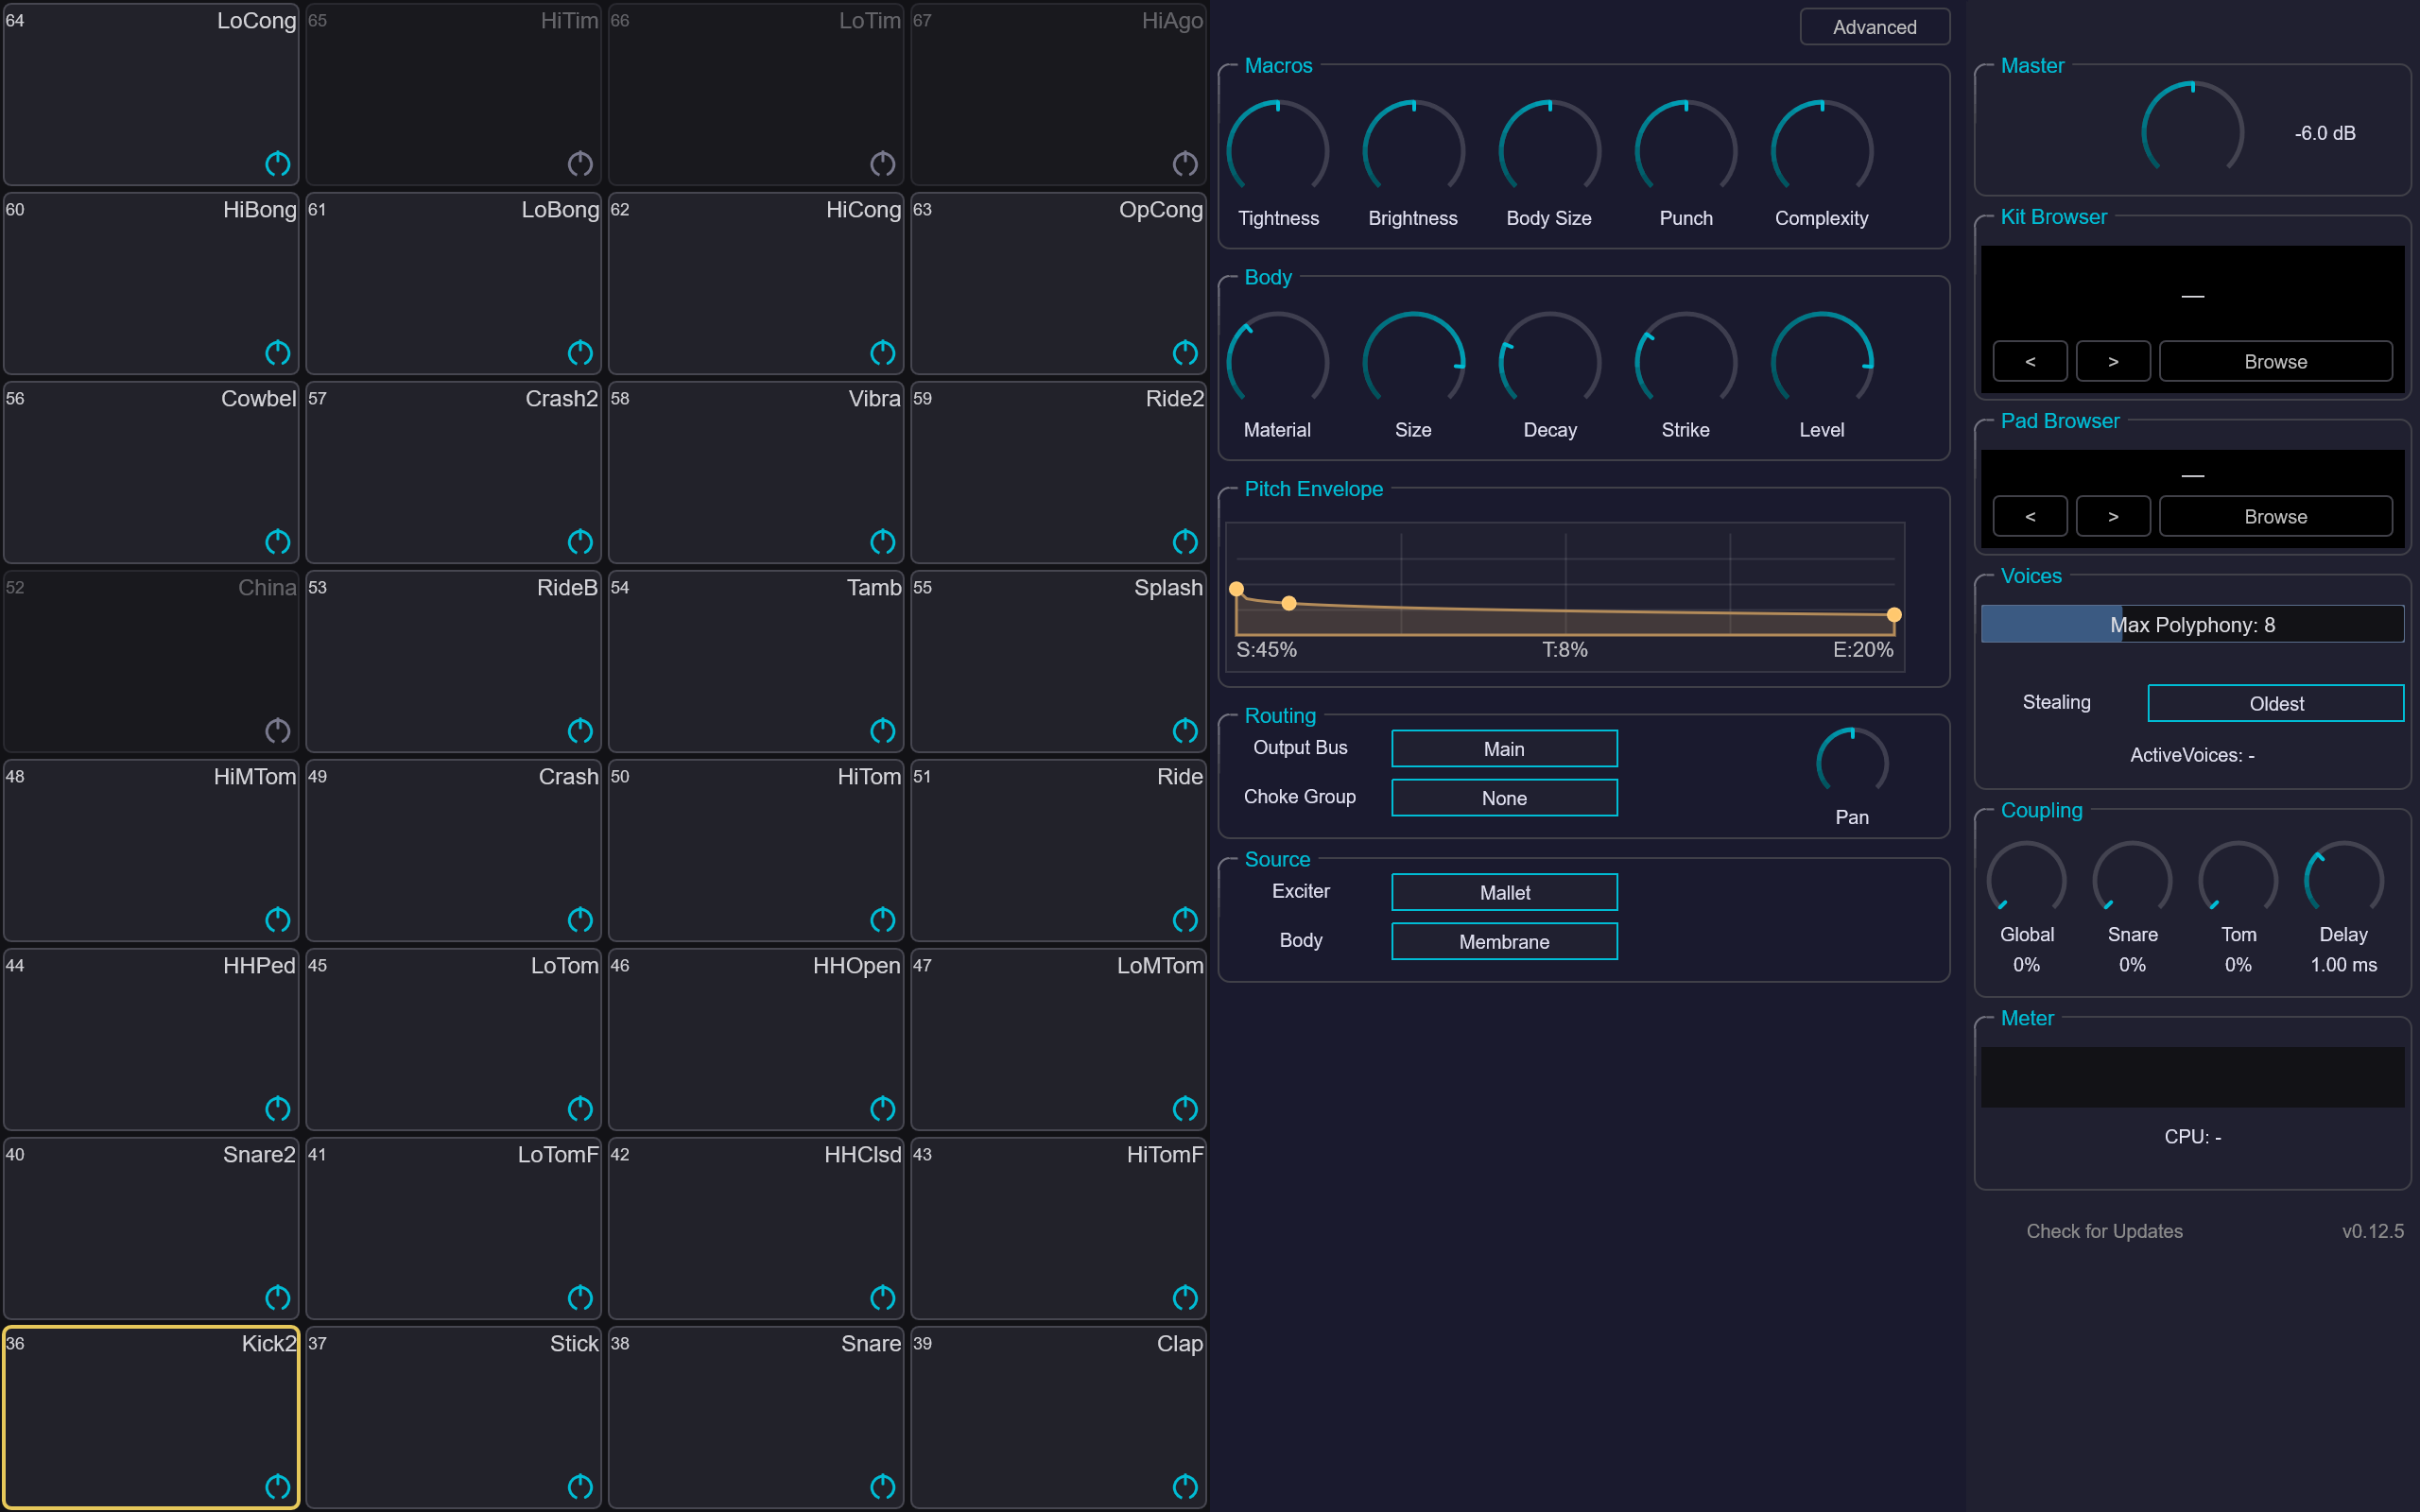 64 LoCong 65 HiTim 66 LoTim 67 HiAgo
60 HiBong 61 LoBong 62 HiCong 63 OpCong
56 Cowbel 57 Crash2 58 Vibra 59 Ride2
52 China 53 RideB 54 Tamb 55 Splash
48 HiMTom 49 Crash 50 HiTom 51 Ride
44 HHPed 45 LoTom 46 HHOpen 47 LoMTom
40 Snare2 41 LoTomF 42 HHClsd 43 HiTomF
36 Kick2 37 Stick 38 Snare 39 Clap
Advanced
Macros
Tightness Brightness Body Size Punch Complexity
Body
Material Size Decay Strike Level
Pitch Envelope
S:45% T:8% E:20%
Routing
Output Bus Main
Choke Group None
Pan
Source
Exciter Mallet
Body Membrane
Master
-6.0 dB
Kit Browser
—
< > Browse
Pad Browser
—
< > Browse
Voices
Max Polyphony: 8
Stealing Oldest
ActiveVoices: -
Coupling
Global Snare Tom Delay
0% 0% 0% 1.00 ms
Meter
CPU: -
Check for Updates v0.12.5